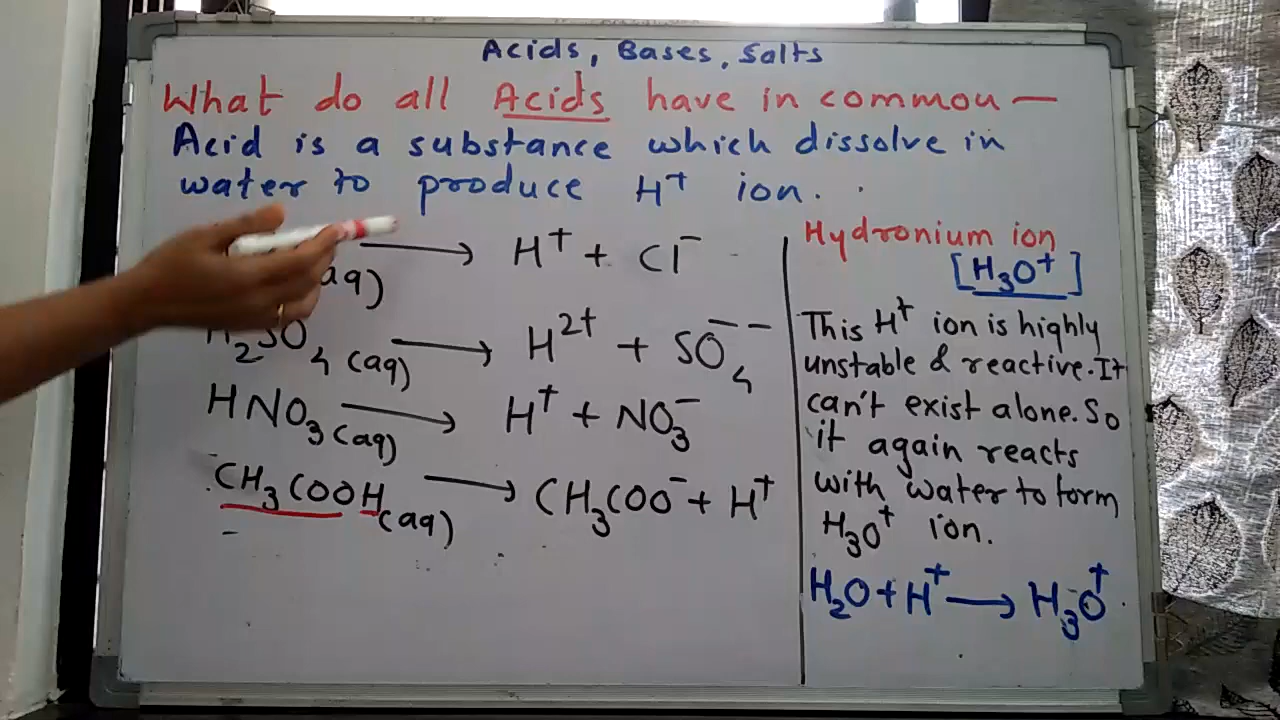 Acids, Bases, Salts
What do all Acids have in commou —
Acid is a substance which dissolve in
water to produce H⁺ ion.
(aq) ⟶ H⁺ + Cl⁻
H₂SO₄ (aq) ⟶ H²⁺ + SO₄⁻⁻
HNO₃ (aq) ⟶ H⁺ + NO₃⁻
CH₃COOH (aq) ⟶ CH₃COO⁻ + H⁺
Hydronium ion
[H₃O⁺]
This H⁺ ion is highly
unstable & reactive. It
can't exist alone. So
it again reacts
with water to form
H₃O⁺ ion.
H₂O + H⁺ ⟶ H₃O⁺